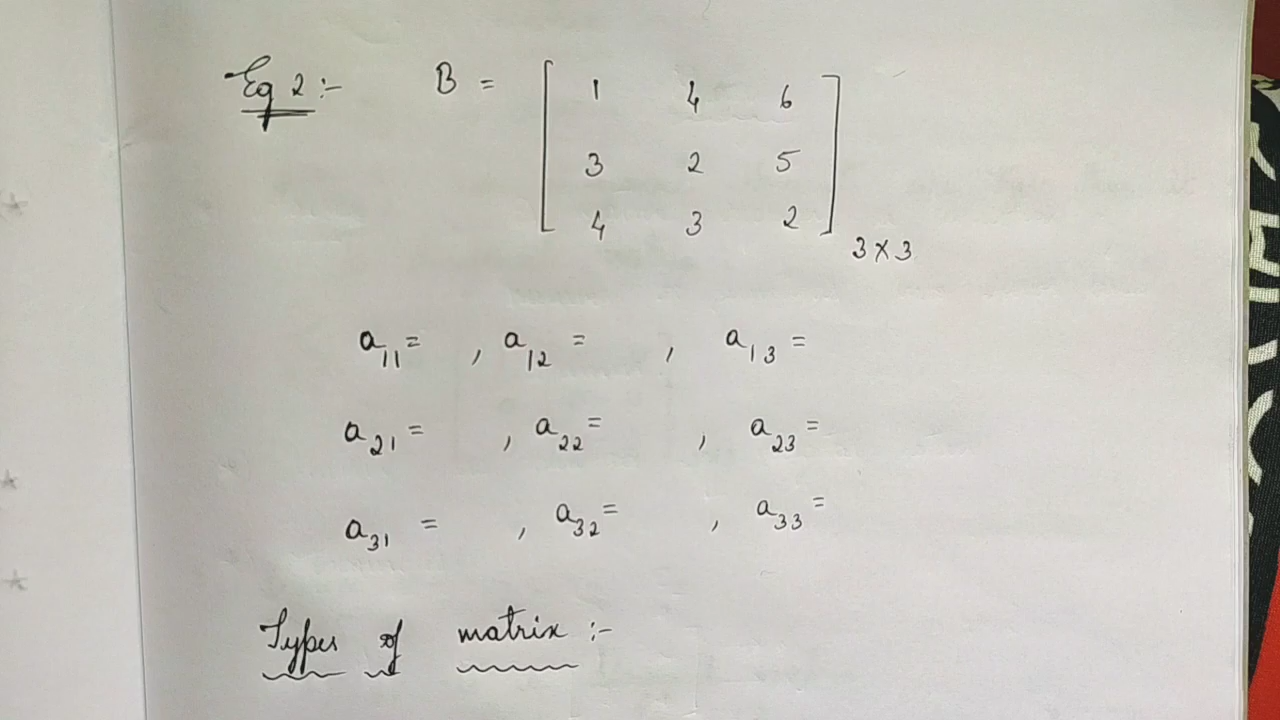 Eg 2 :- B = [ 1 4 6
3 2 5
4 3 2 ] 3 × 3
a11 = , a12 = , a13 =
a21 = , a22 = , a23 =
a31 = , a32 = , a33 =
Types of matrix :-